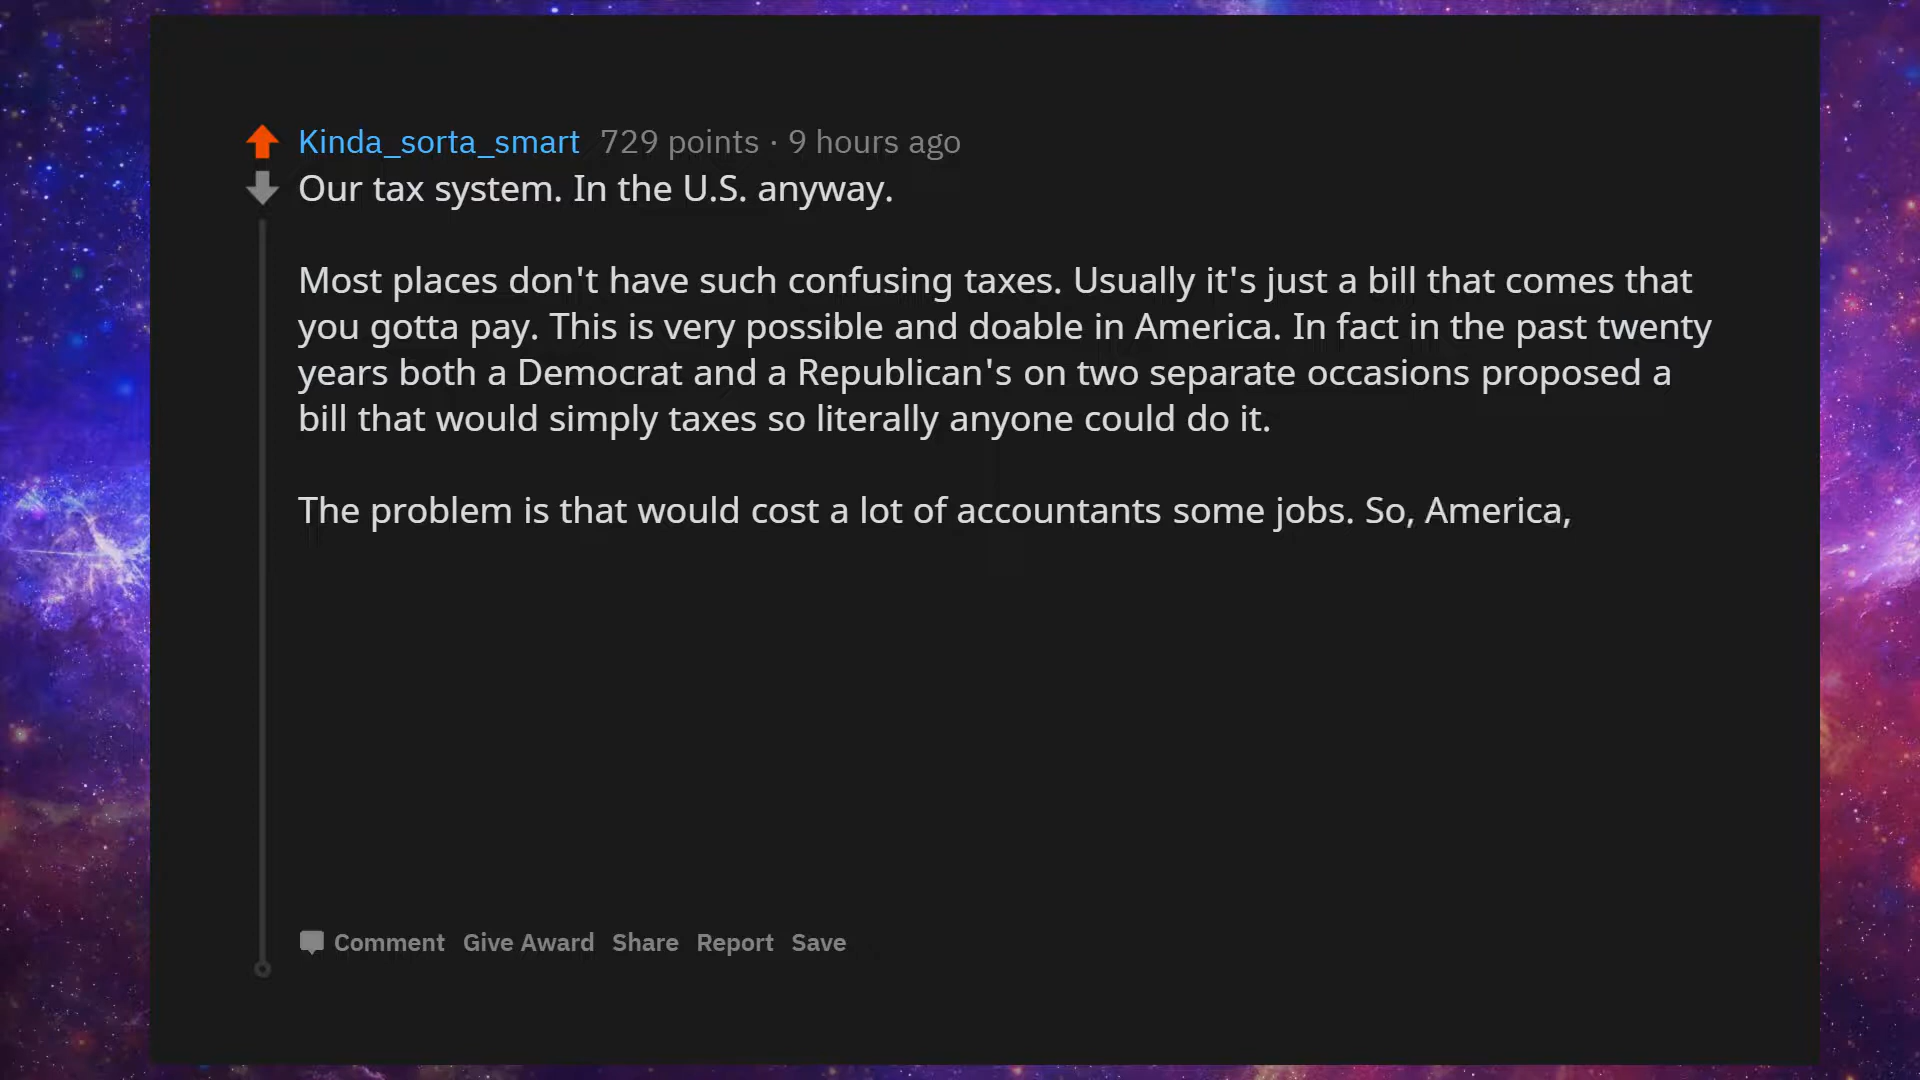 Kinda_sorta_smart 729 points · 9 hours ago
Our tax system. In the U.S. anyway.
Most places don't have such confusing taxes. Usually it's just a bill that comes that
you gotta pay. This is very possible and doable in America. In fact in the past twenty
years both a Democrat and a Republican's on two separate occasions proposed a
bill that would simply taxes so literally anyone could do it.
The problem is that would cost a lot of accountants some jobs. So, America,
Comment Give Award Share Report Save